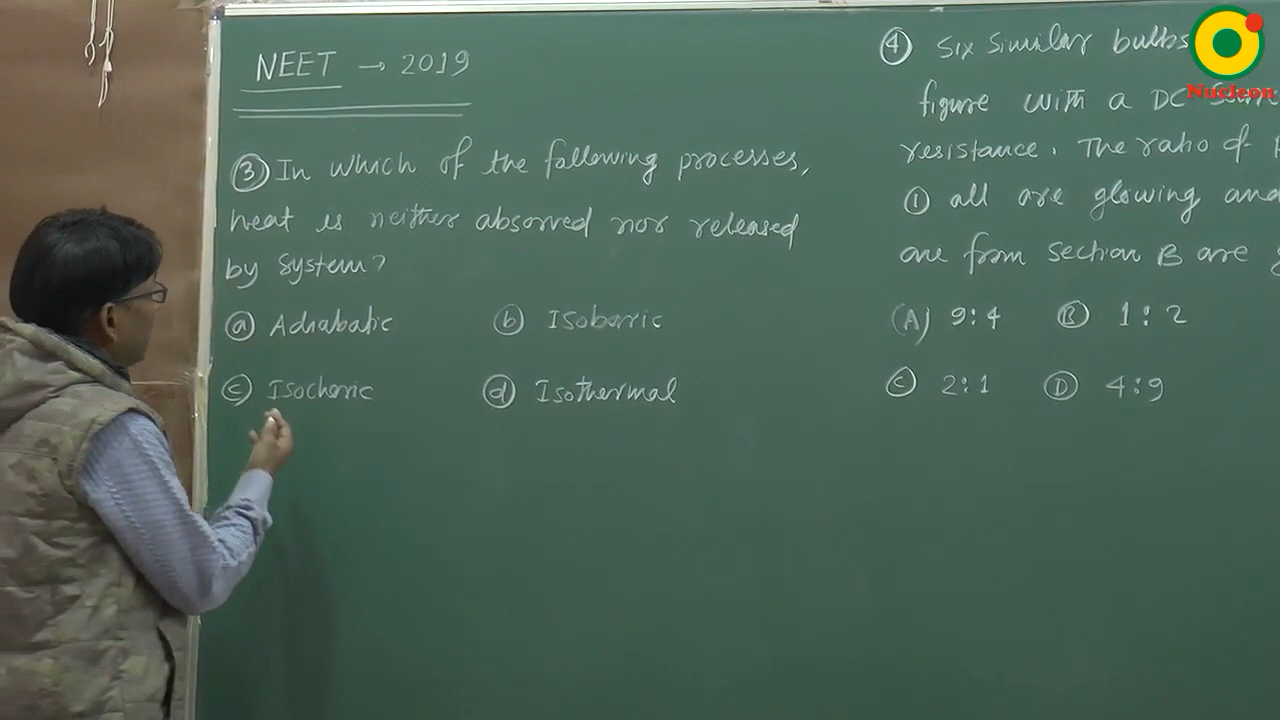 NEET → 2019
③ In which of the following processes,
heat is neither absorved nor released
by system?
ⓐ Adiabatic ⓑ Isobaric
ⓒ Isochoric ⓓ Isothermal
④ Six Similar bulbs
figure with a DC
resistance. The ratio of
① all are glowing and
are from Section B are
(A) 9:4 Ⓑ 1:2
Ⓒ 2:1 Ⓓ 4:9
Nucleon